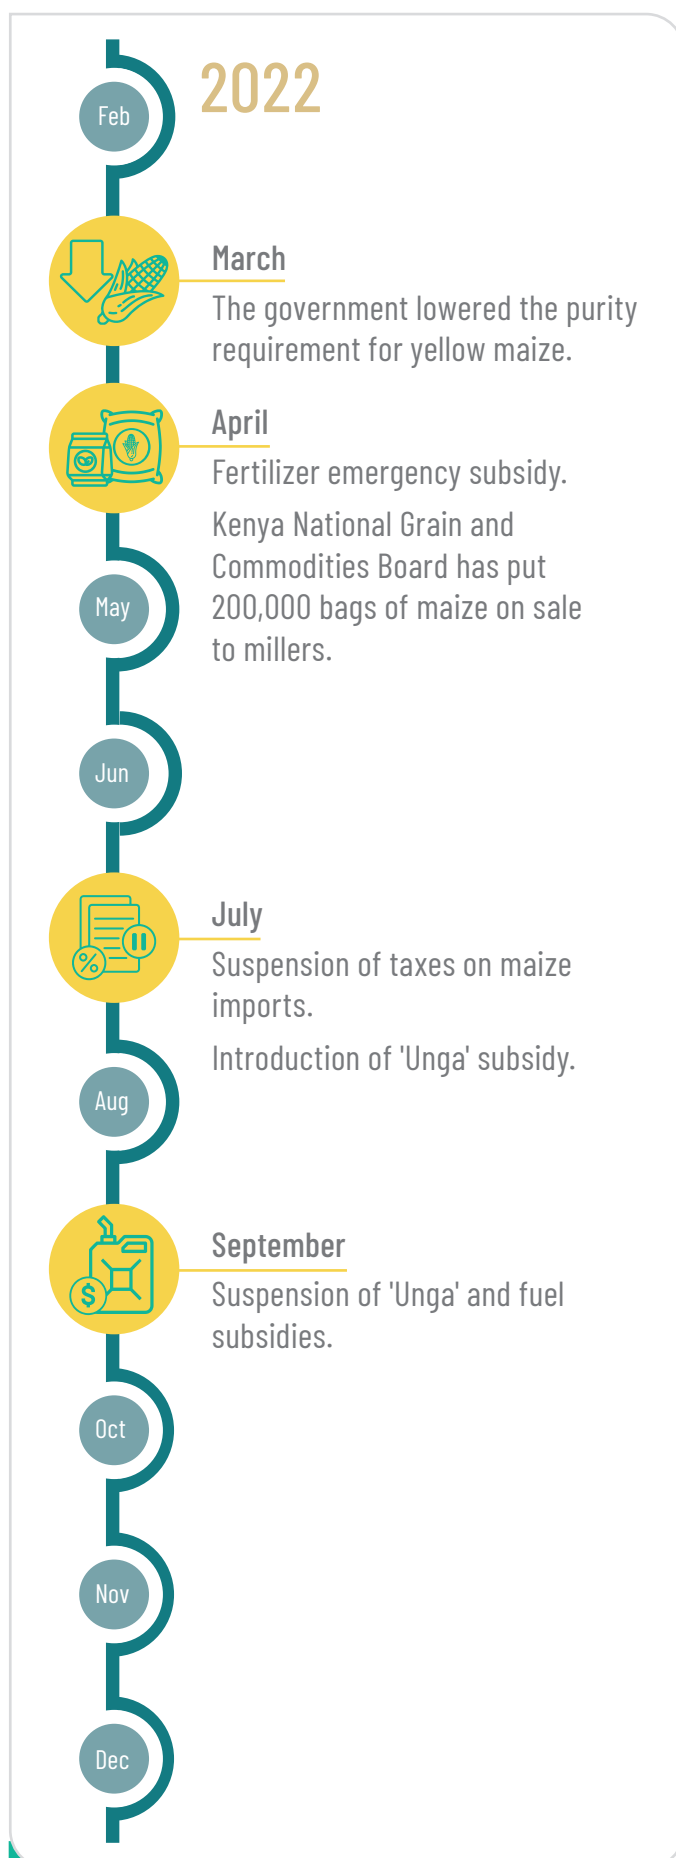 2022
Feb
March
The government lowered the purity
requirement for yellow maize.
April
Fertilizer emergency subsidy.
Kenya National Grain and
Commodities Board has put
200,000 bags of maize on sale
to millers.
May
Jun
%
July
Suspension of taxes on maize
imports.
Introduction of 'Unga' subsidy.
Aug
$
September
Suspension of 'Unga' and fuel
subsidies.
Oct
Nov
Dec